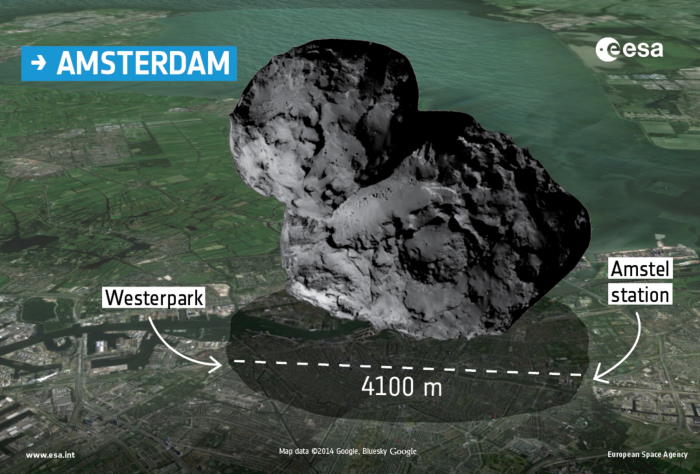 → AMSTERDAM
esa
Westerpark
Amstel
station
4100 m
www.esa.int
Map data ©2014 Google, Bluesky Google
European Space Agency